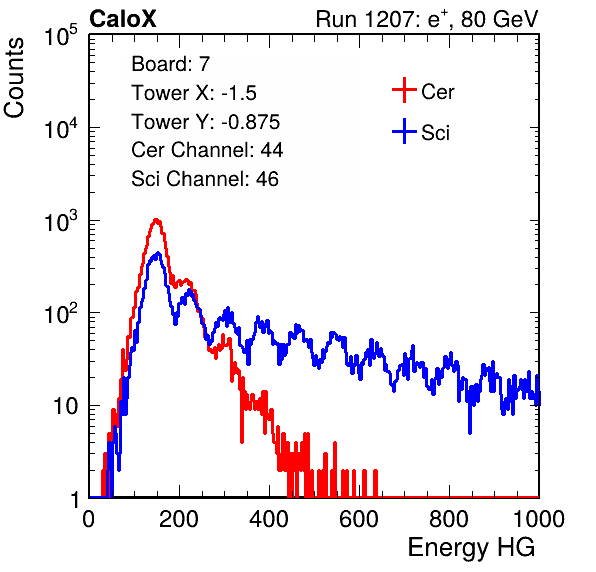 CaloX Run 1207: e⁺, 80 GeV
Board: 7
Tower X: -1.5
Tower Y: -0.875
Cer Channel: 44
Sci Channel: 46
Cer
Sci
Counts
10⁵
10⁴
10³
10²
10
1
0 200 400 600 800 1000
Energy HG